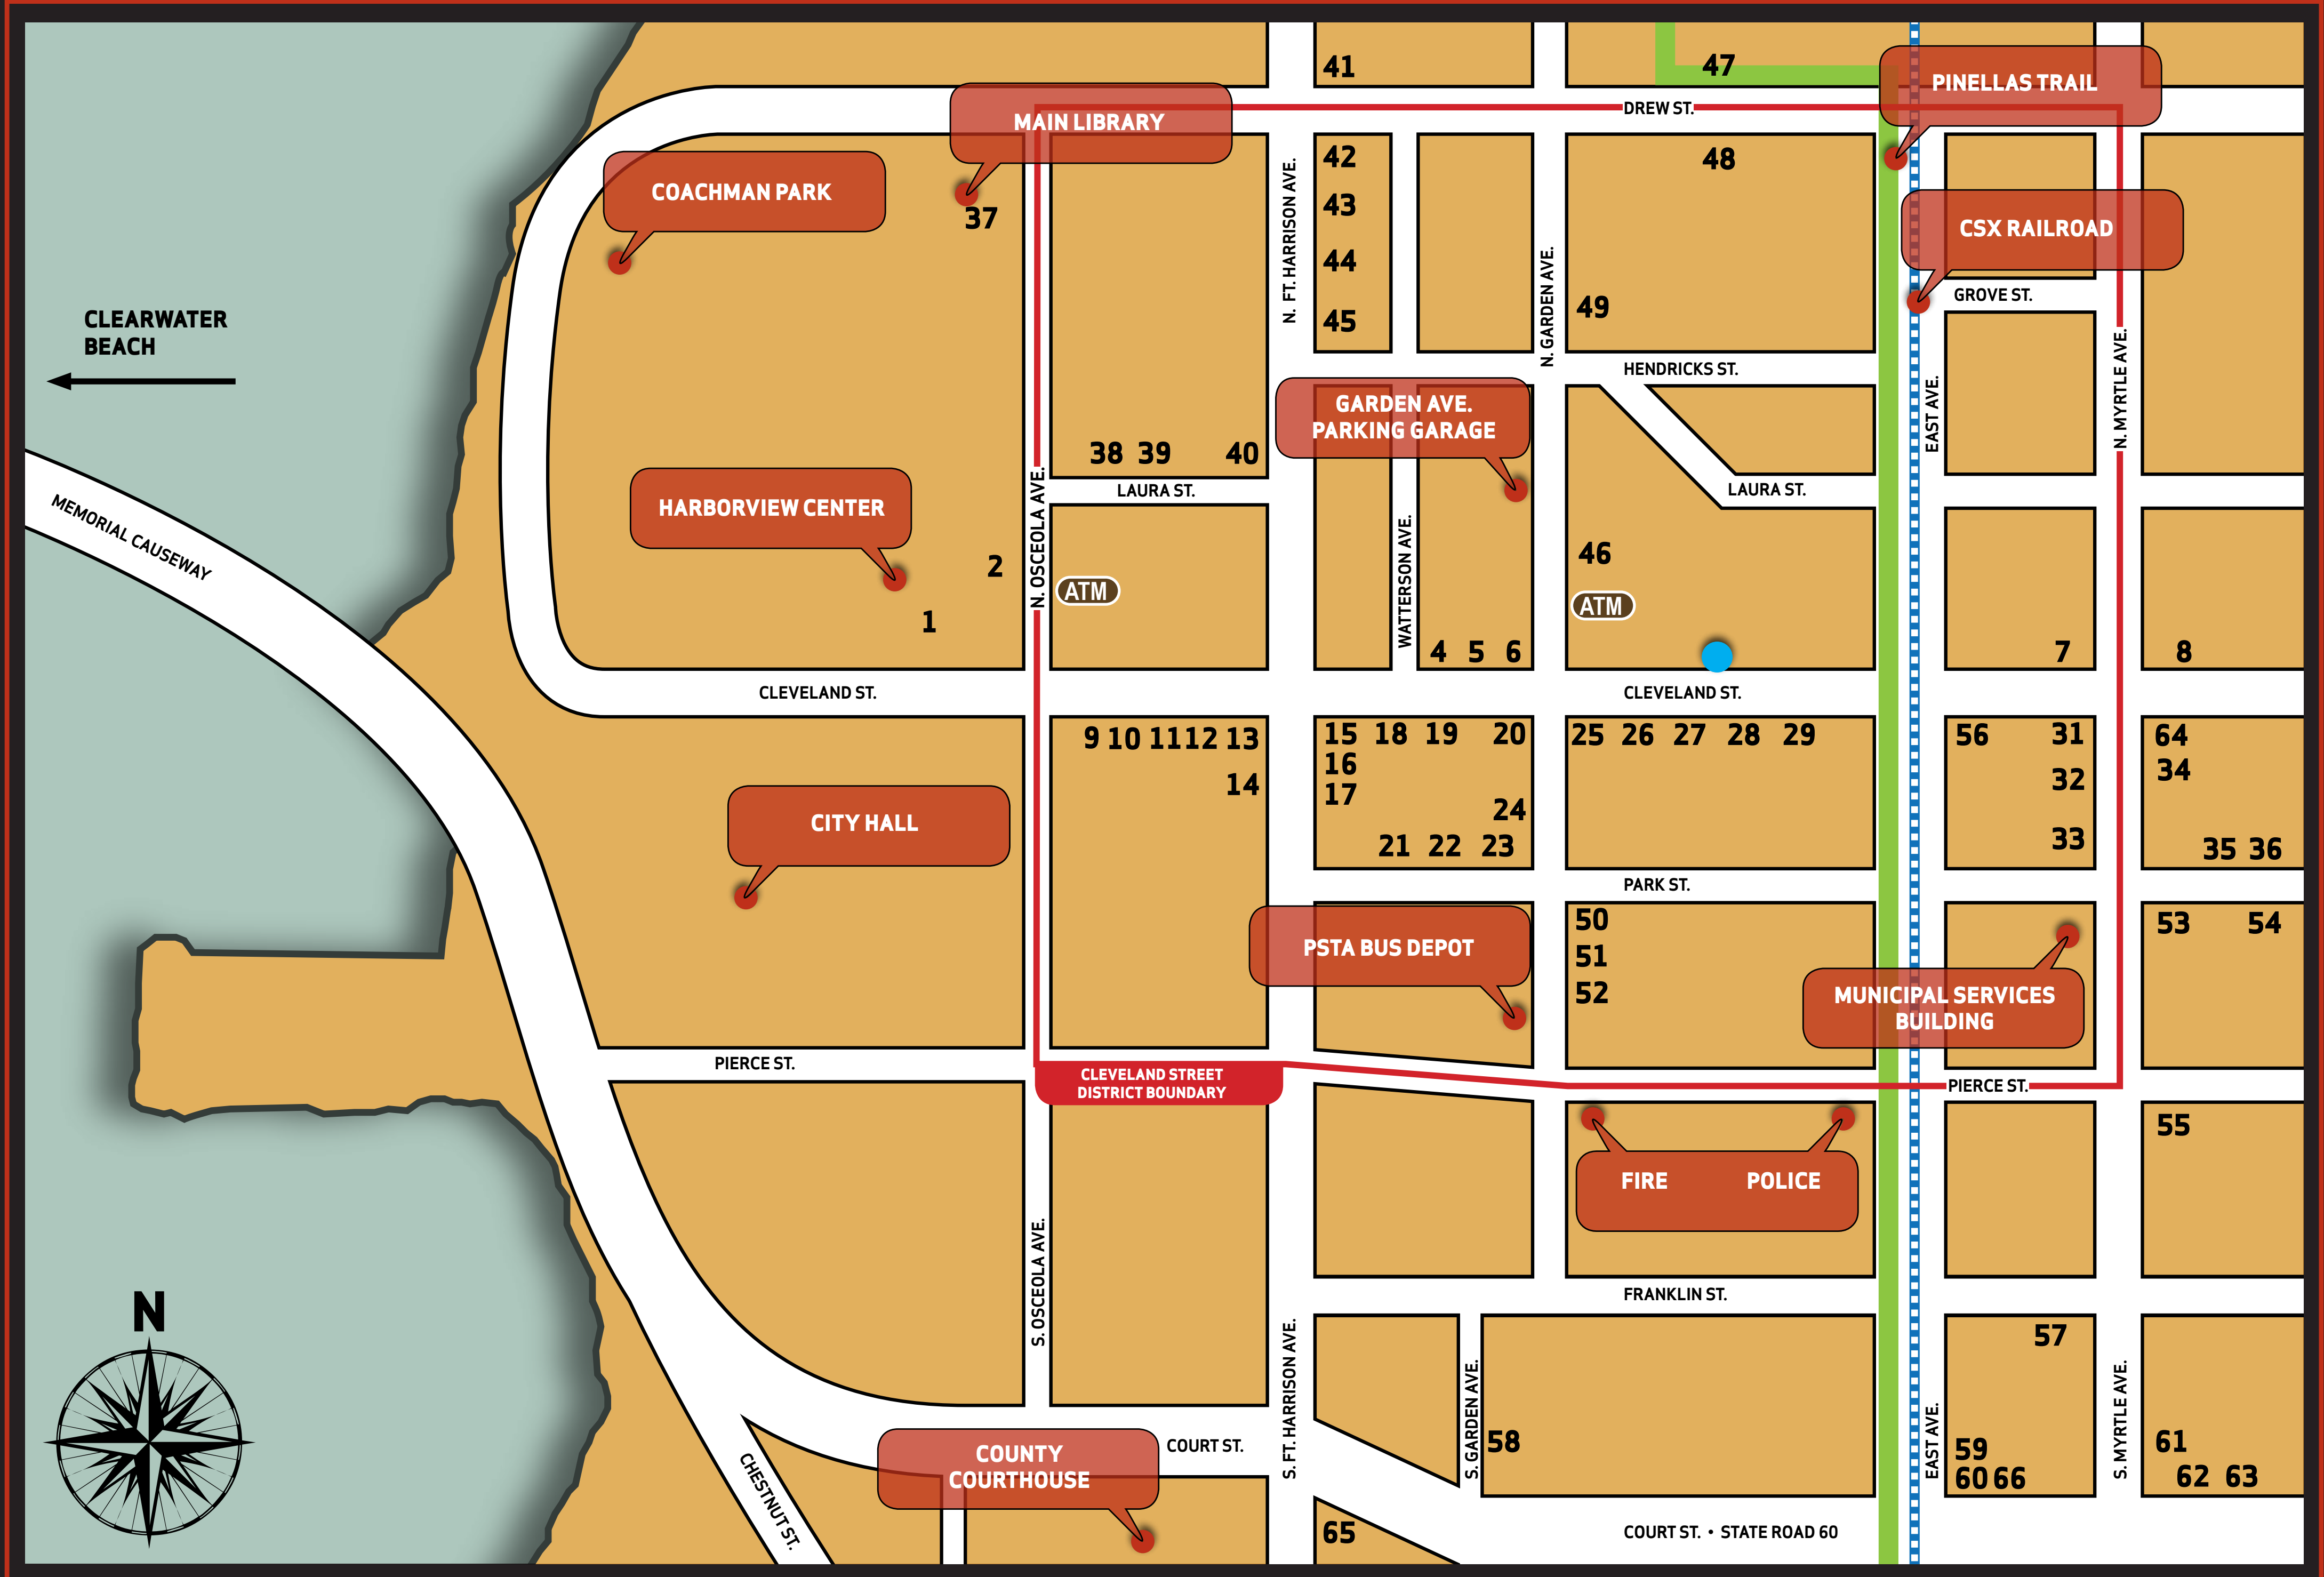 41
47
PINELLAS TRAIL
DREW ST.
MAIN LIBRARY
42
48
COACHMAN PARK
37
43
CSX RAILROAD
N. FT. HARRISON AVE.
44
N. GARDEN AVE.
49
GROVE ST.
45
CLEARWATER
BEACH
HENDRICKS ST.
EAST AVE.
N. MYRTLE AVE.
GARDEN AVE.
PARKING GARAGE
38 39 40
LAURA ST.
LAURA ST.
HARBORVIEW CENTER
MEMORIAL CAUSEWAY
N. OSCEOLA AVE.
WATTERSON AVE.
46
2
ATM
ATM
1
4 5 6
7
8
CLEVELAND ST.
CLEVELAND ST.
9 10 11 12 13
14
15 18 19 20
16
17
24
21 22 23
25 26 27 28 29
56 31
32
33
64
34
35 36
CITY HALL
PARK ST.
PSTA BUS DEPOT
50
51
52
53 54
MUNICIPAL SERVICES
BUILDING
PIERCE ST.
CLEVELAND STREET
DISTRICT BOUNDARY
PIERCE ST.
55
FIRE POLICE
S. OSCEOLA AVE.
FRANKLIN ST.
N
57
S. FT. HARRISON AVE.
S. GARDEN AVE.
58
EAST AVE.
59
60 66
S. MYRTLE AVE.
61
62 63
COURT ST.
COUNTY
COURTHOUSE
CHESTNUT ST.
65
COURT ST. • STATE ROAD 60